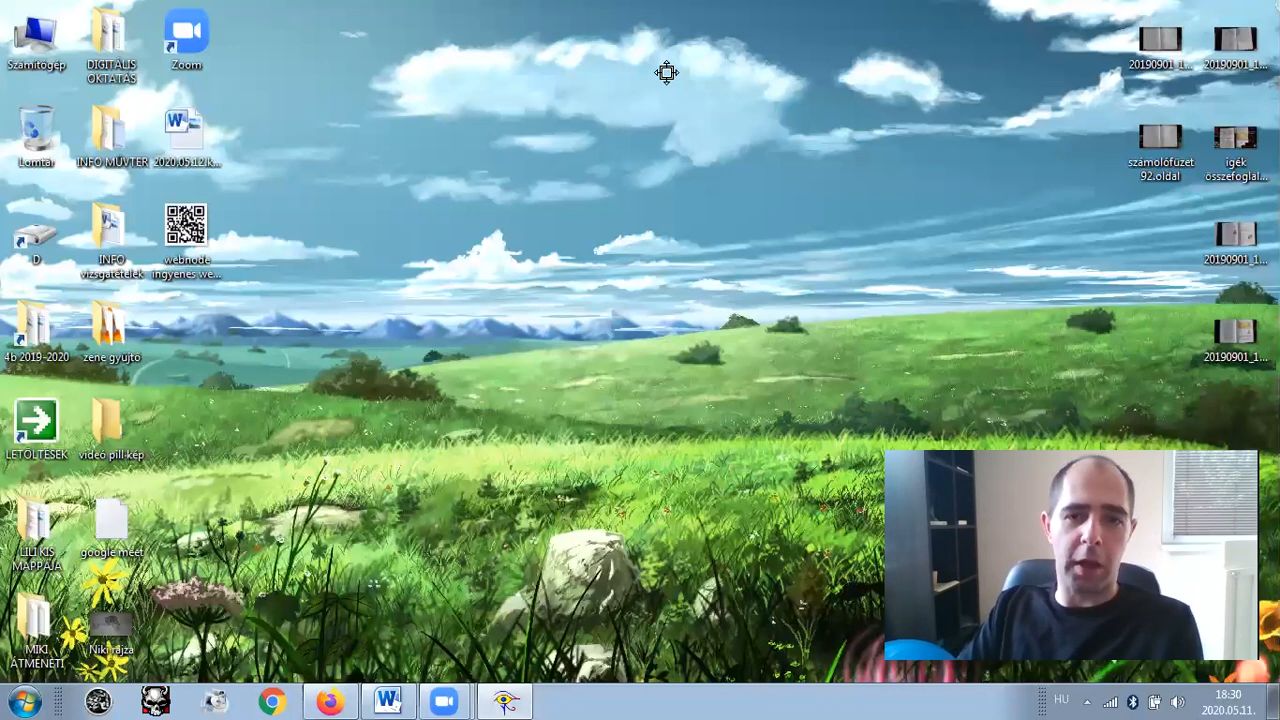 Számítógép
DIGITÁLIS
OKTATÁS
Zoom
Lomtár
INFO MŰVTER
2020.05.12.k...
D
INFO
vizsgatételek
webnode
ingyenes we...
4b 2019-2020
zene gyujtó
LETÖLTÉSEK
videó pill kép
LILI KIS
MAPPÁJA
google meet
MIKI
ÁTMENETI
Niki rajza
20190901_1...
20190901_1...
számolófüzet
92.oldal
igék
összefoglal...
20190901_1...
20190901_1...
HU
18:30
2020.05.11.